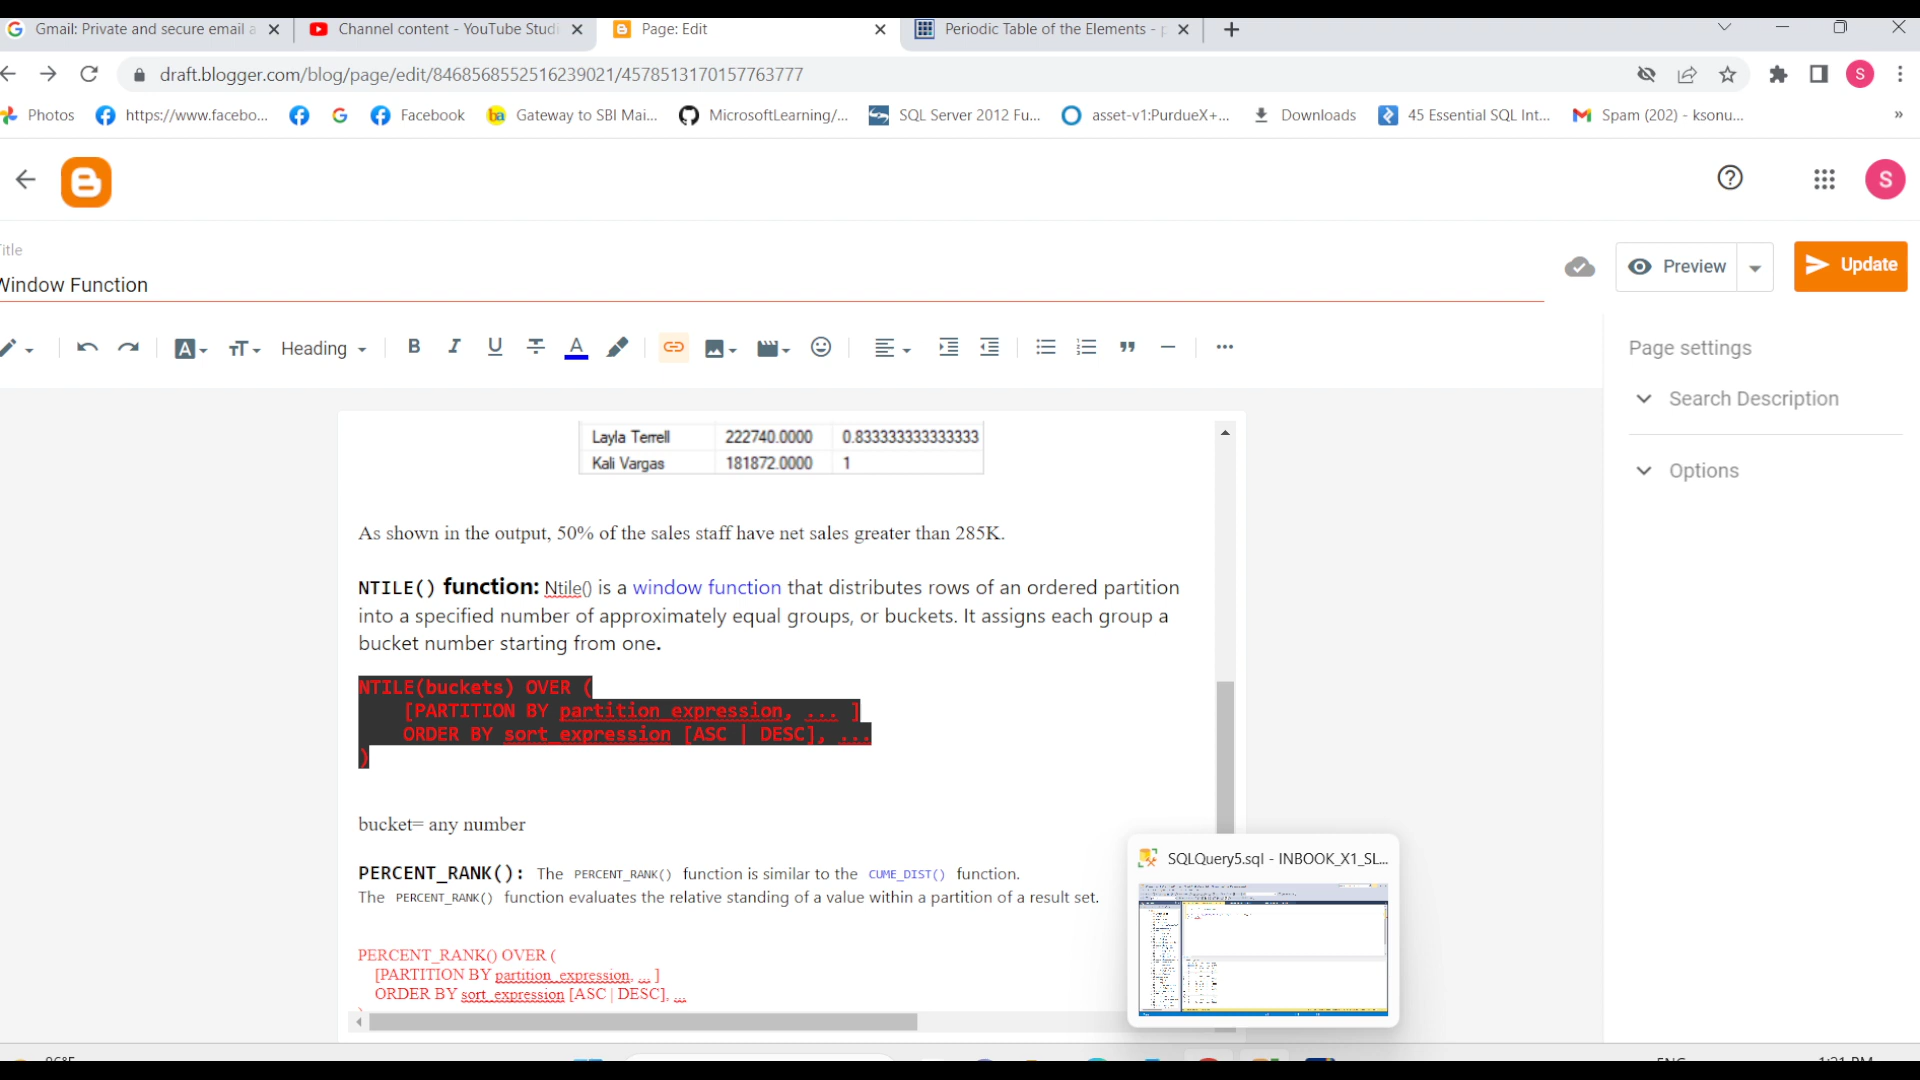 Gmail: Private and secure email a
Channel content - YouTube Studi
Page: Edit
Periodic Table of the Elements - p
draft.blogger.com/blog/page/edit/8468568552516239021/4578513170157763777
S
Photos
https://www.facebo...
Facebook
Gateway to SBI Mai...
MicrosoftLearning/...
SQL Server 2012 Fu...
asset-v1:PurdueX+...
Downloads
45 Essential SQL Int...
Spam (202) - ksonu...
»
S
Title
Window Function
Preview
Update
Heading
B I U A
Page settings
Search Description
Options
Layla Terrell 222740.0000 0.833333333333333
Kali Vargas 181872.0000 1
As shown in the output, 50% of the sales staff have net sales greater than 285K.
NTILE() function: Ntile() is a window function that distributes rows of an ordered partition
into a specified number of approximately equal groups, or buckets. It assigns each group a
bucket number starting from one.
NTILE(buckets) OVER (
[PARTITION BY partition_expression, ... ]
ORDER BY sort_expression [ASC | DESC], ...
)
bucket= any number
PERCENT_RANK(): The PERCENT_RANK() function is similar to the CUME_DIST() function.
The PERCENT_RANK() function evaluates the relative standing of a value within a partition of a result set.
PERCENT_RANK() OVER (
[PARTITION BY partition_expression, ... ]
ORDER BY sort_expression [ASC | DESC], ...
SQLQuery5.sql - INBOOK_X1_SL...